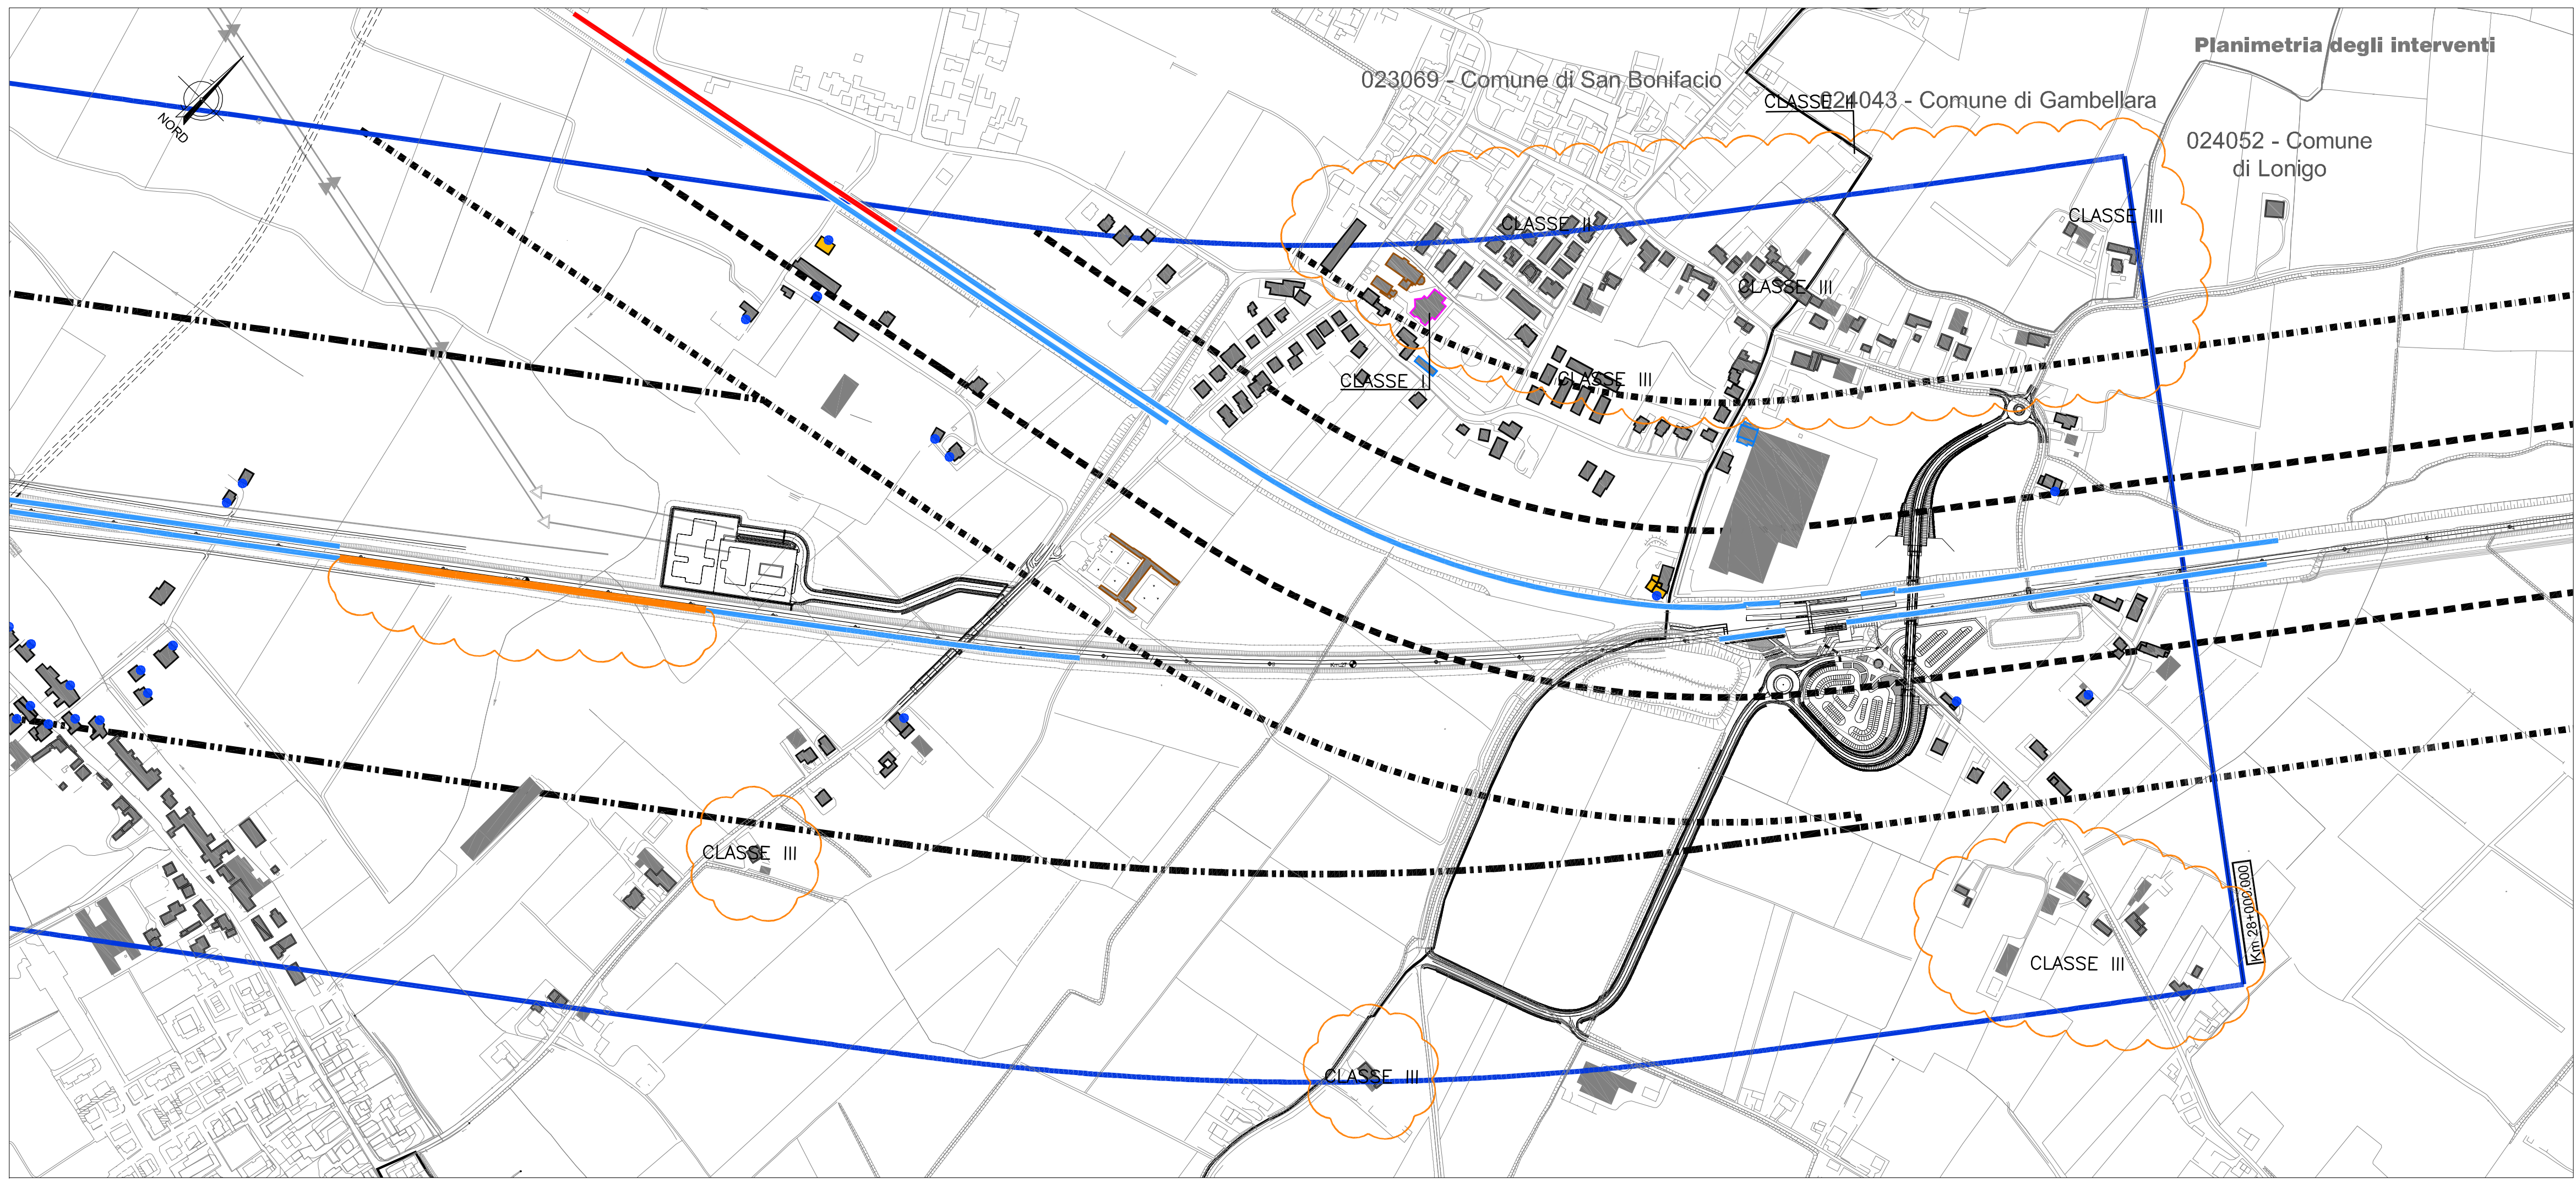 Planimetria degli interventi
023069 - Comune di San Bonifacio
CLASSE II
024043 - Comune di Gambellara
024052 - Comune
di Lonigo
NORD
CLASSE II
CLASSE III
CLASSE III
CLASSE I
CLASSE III
Km 27
CLASSE III
CLASSE III
Km 28+000.000
CLASSE III